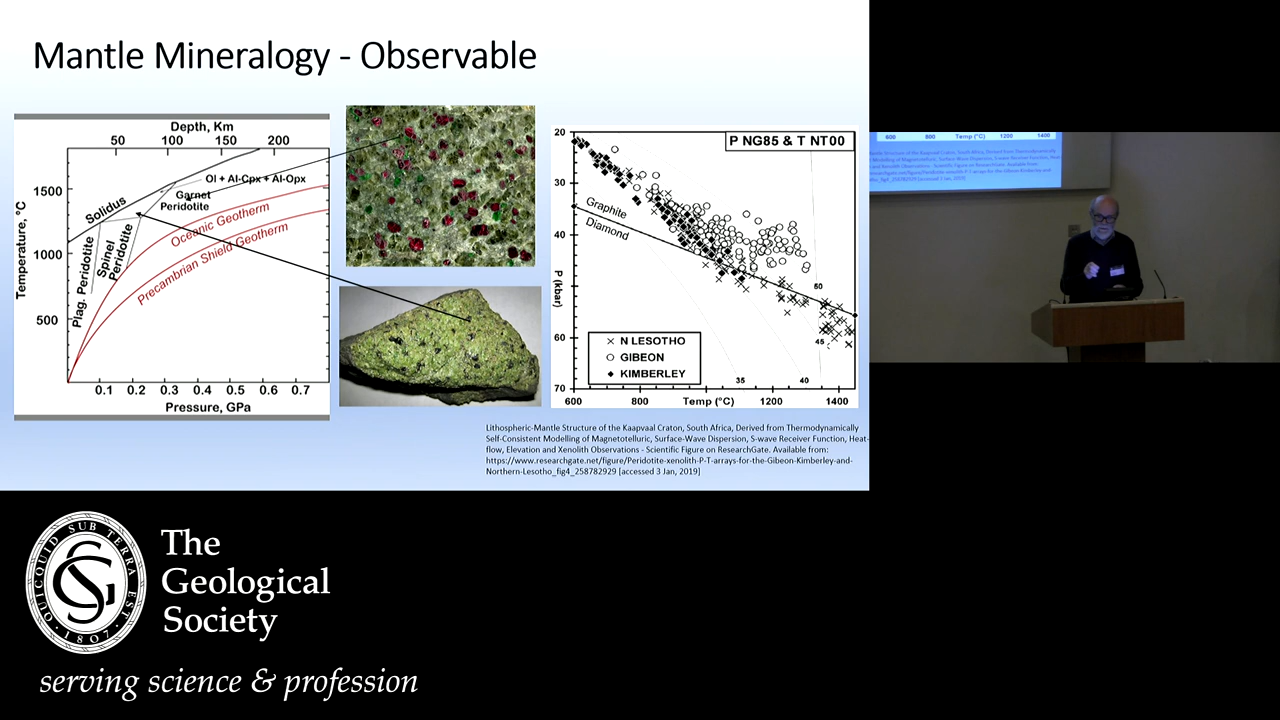 Mantle Mineralogy - Observable
Depth, Km
50 100 150 200
Temperature, °C
1500
1000
500
Solidus
Ol + Al-Cpx + Al-Opx
Garnet
Peridotite
Oceanic Geotherm
Precambrian Shield Geotherm
Plag. Peridotite
Spinel
Peridotite
0.1 0.2 0.3 0.4 0.5 0.6 0.7
Pressure, GPa
P NG85 & T NT00
20
30
40
P (kbar)
60
70
Graphite
Diamond
50
45
35
40
N LESOTHO
GIBEON
KIMBERLEY
600 800 Temp (°C) 1200 1400
Lithospheric-Mantle Structure of the Kaapvaal Craton, South Africa, Derived from Thermodynamically
Self-Consistent Modelling of Magnetotelluric, Surface-Wave Dispersion, S-wave Receiver Function, Heat-
flow, Elevation and Xenolith Observations - Scientific Figure on ResearchGate. Available from:
https://www.researchgate.net/figure/Peridotite-xenolith-P-T-arrays-for-the-Gibeon-Kimberley-and-
Northern-Lesotho_fig4_258782929 [accessed 3 Jan, 2019]
600 800 Temp (°C) 1200 1400
QUICQUID SUB TERRA EST
1807
The
Geological
Society
serving science & profession